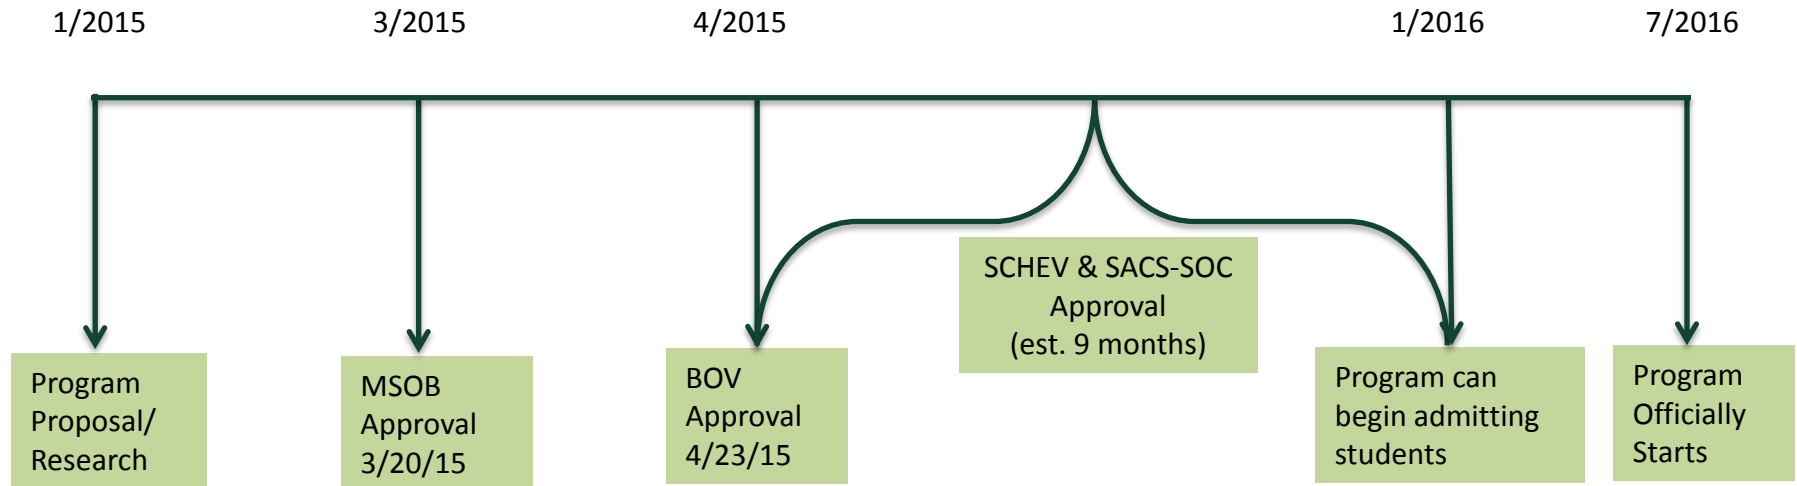 1/2015
3/2015
4/2015
1/2016
7/2016
Program
Proposal/
Research
MSOB
Approval
3/20/15
BOV
Approval
4/23/15
SCHEV & SACS-SOC
Approval
(est. 9 months)
Program can
begin admitting
students
Program
Officially
Starts